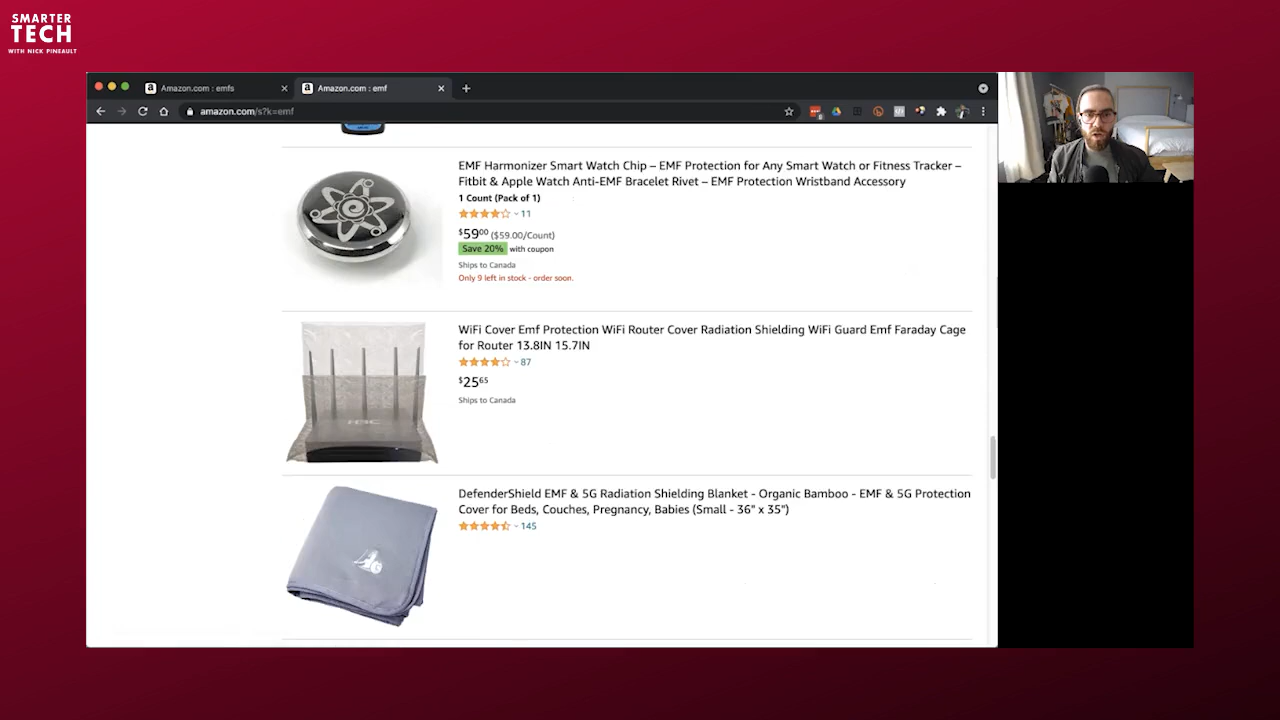 SMARTER
TECH
WITH NICK PINEAULT
Amazon.com : emfs
Amazon.com : emf
amazon.com/s?k=emf
EMF Harmonizer Smart Watch Chip – EMF Protection for Any Smart Watch or Fitness Tracker –
Fitbit & Apple Watch Anti-EMF Bracelet Rivet – EMF Protection Wristband Accessory
1 Count (Pack of 1)
11
$59⁰⁰ ($59.00/Count)
Save 20% with coupon
Ships to Canada
Only 9 left in stock - order soon.
WiFi Cover Emf Protection WiFi Router Cover Radiation Shielding WiFi Guard Emf Faraday Cage
for Router 13.8IN 15.7IN
87
$25⁶⁵
Ships to Canada
DefenderShield EMF & 5G Radiation Shielding Blanket - Organic Bamboo - EMF & 5G Protection
Cover for Beds, Couches, Pregnancy, Babies (Small - 36" x 35")
145